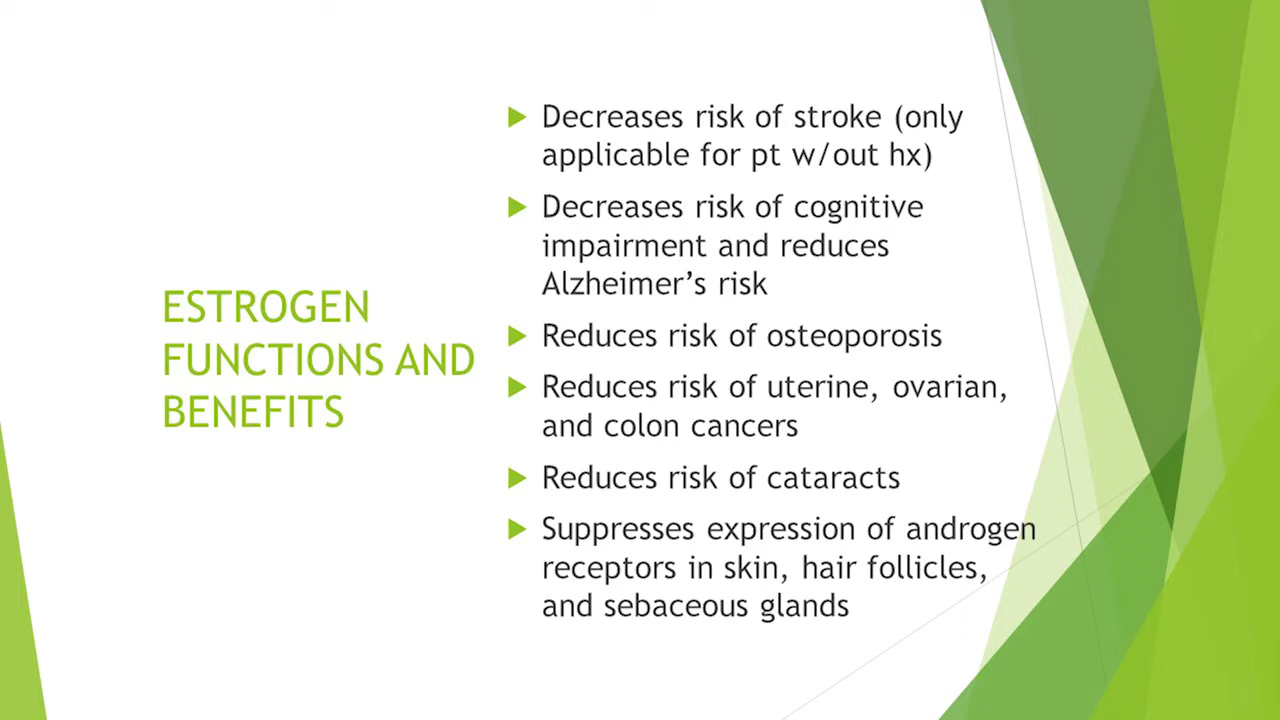 ESTROGEN
FUNCTIONS AND
BENEFITS
Decreases risk of stroke (only
applicable for pt w/out hx)
Decreases risk of cognitive
impairment and reduces
Alzheimer’s risk
Reduces risk of osteoporosis
Reduces risk of uterine, ovarian,
and colon cancers
Reduces risk of cataracts
Suppresses expression of androgen
receptors in skin, hair follicles,
and sebaceous glands